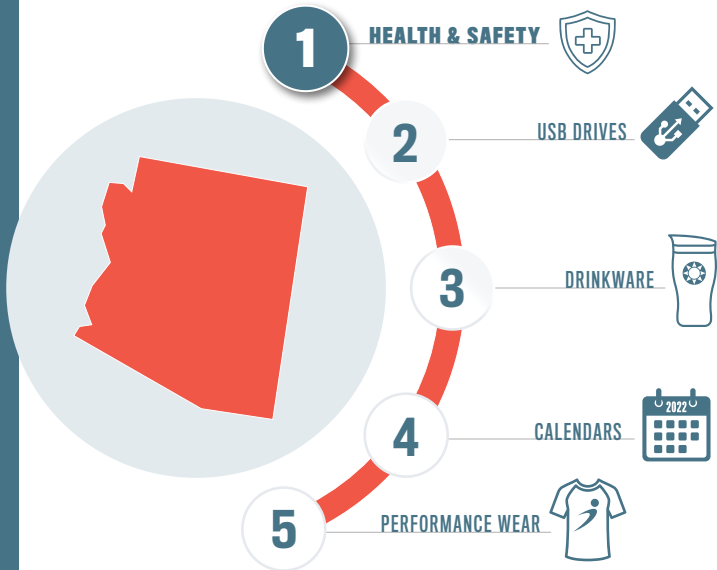 1 HEALTH & SAFETY
2 USB DRIVES
3 DRINKWARE
4 CALENDARS
2022
5 PERFORMANCE WEAR